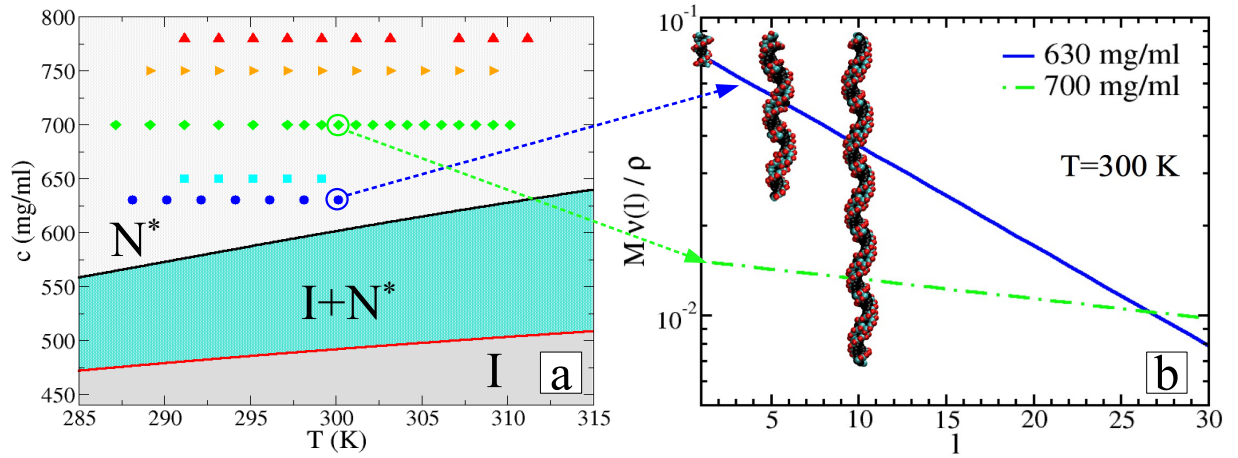 800
750
700
650
600
550
500
450
c (mg/ml)
N*
I+N*
I
a
285 290 295 300 305 310 315
T (K)
10⁻¹
10⁻²
M ν(l) / ρ
630 mg/ml
700 mg/ml
T=300 K
b
5 10 15 20 25 30
l